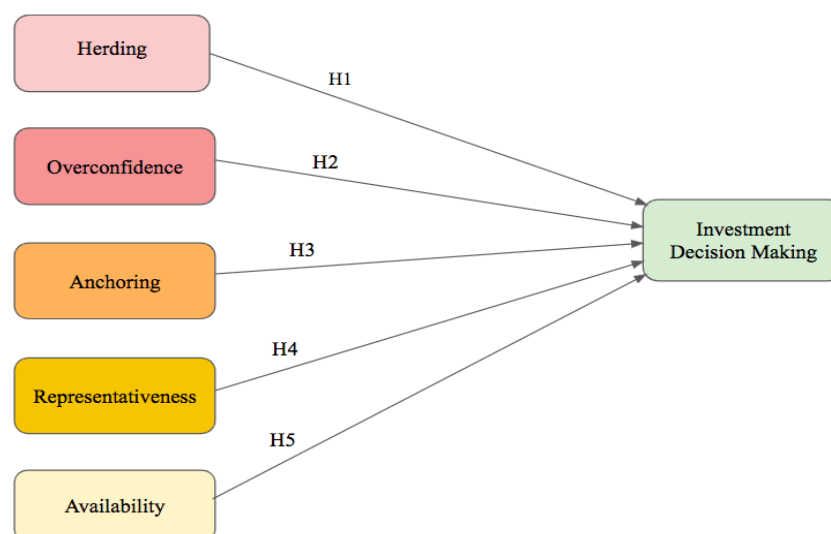 Herding
H1
Overconfidence
H2
Investment
Decision Making
Anchoring
H3
Representativeness
H4
Availability
H5